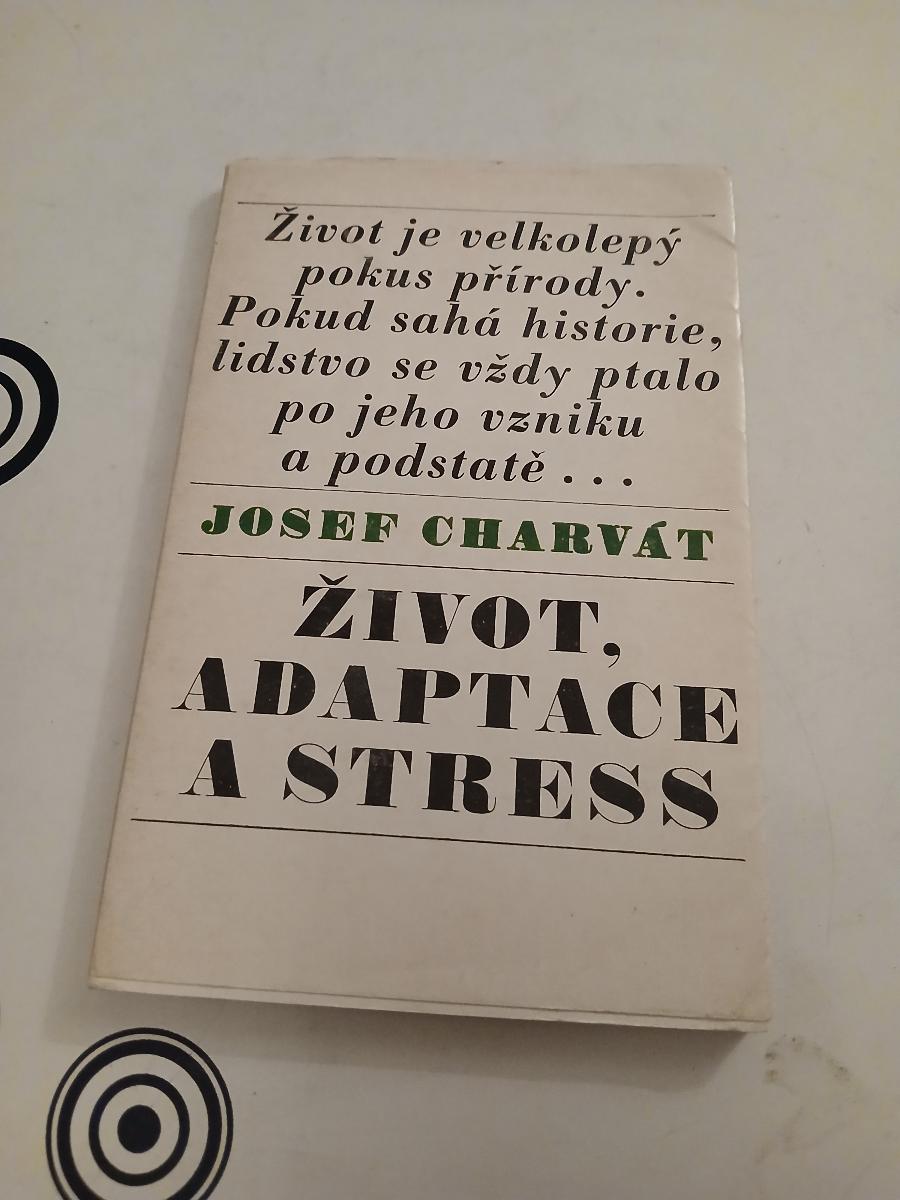 Život je velkolepý
pokus přírody.
Pokud sahá historie,
lidstvo se vždy ptalo
po jeho vzniku
a podstatě . . .
JOSEF CHARVÁT
ŽIVOT,
ADAPTACE
A STRESS